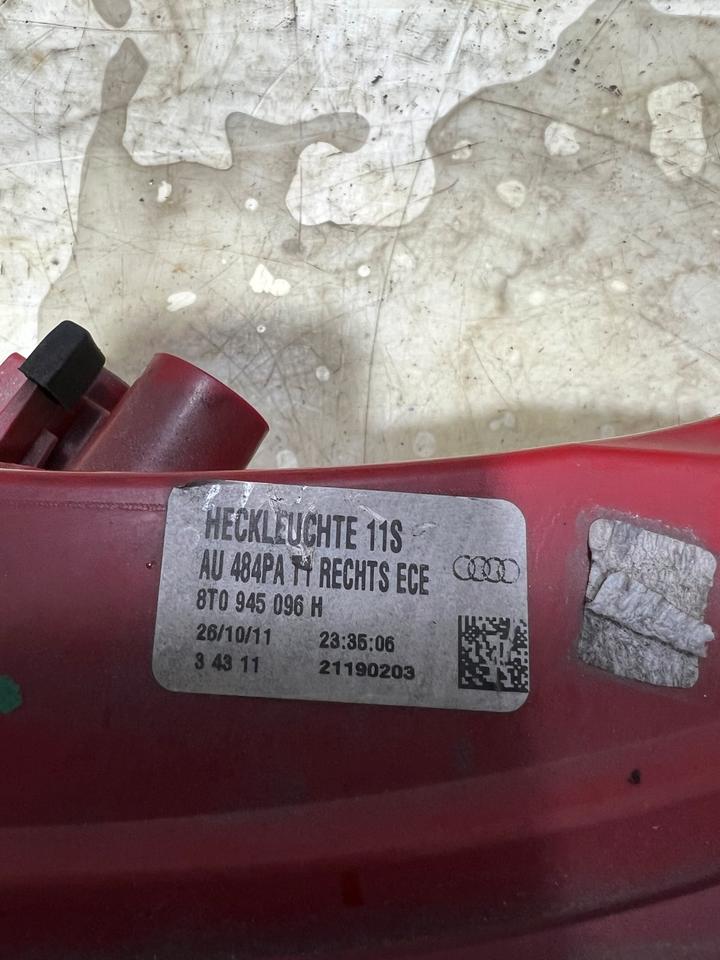 HECKLEUCHTE 11S
AU 484PA 11 RECHTS ECE
8T0 945 096 H
26/10/11 23:35:06
3 43 11 21190203